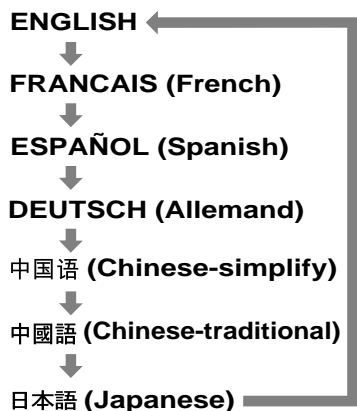 ENGLISH
FRANCAIS (French)
ESPAÑOL (Spanish)
DEUTSCH (Allemand)
中国语 (Chinese-simplify)
中國語 (Chinese-traditional)
日本語 (Japanese)